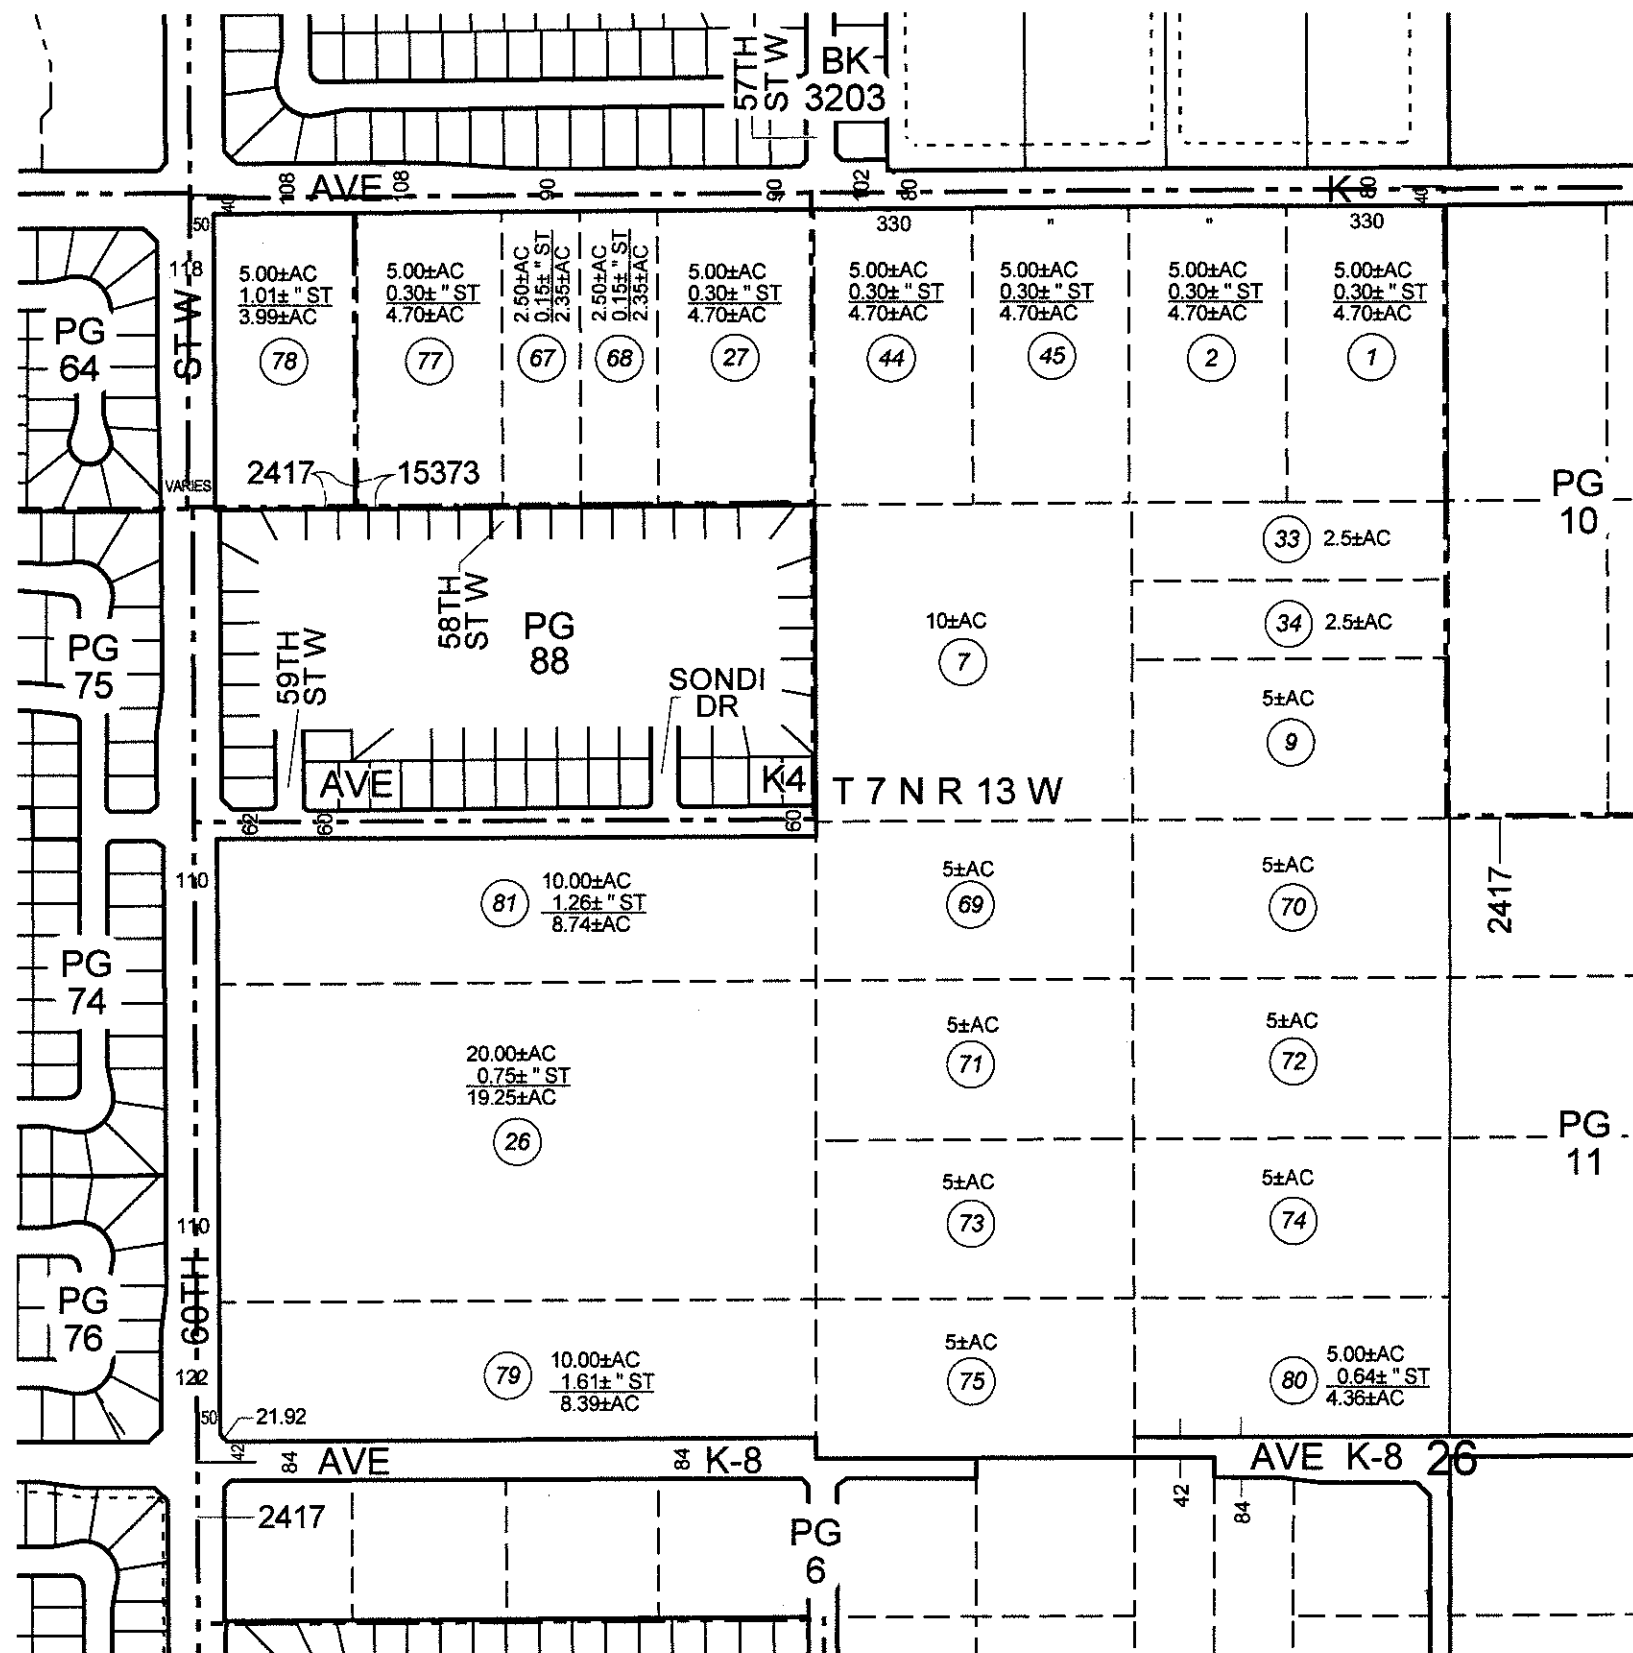 57TH
ST W
BK
3203
108
AVE
108
90
90
102
80
K
80
40
40
50
118
ST W
VARIES
330
"
"
330
5.00±AC
1.01± " ST
3.99±AC
78
5.00±AC
0.30± " ST
4.70±AC
77
2.50±AC
0.15± " ST
2.35±AC
67
2.50±AC
0.15± " ST
2.35±AC
68
5.00±AC
0.30± " ST
4.70±AC
27
5.00±AC
0.30± " ST
4.70±AC
44
5.00±AC
0.30± " ST
4.70±AC
45
5.00±AC
0.30± " ST
4.70±AC
2
5.00±AC
0.30± " ST
4.70±AC
1
PG
64
2417
15373
PG
10
33
2.5±AC
34
2.5±AC
10±AC
7
5±AC
9
58TH
ST W
PG
88
59TH
ST W
SONDI
DR
PG
75
AVE
K4
T 7 N R 13 W
62
60
60
110
81
10.00±AC
1.26± " ST
8.74±AC
5±AC
69
5±AC
70
2417
PG
74
20.00±AC
0.75± " ST
19.25±AC
26
5±AC
71
5±AC
72
PG
11
5±AC
73
5±AC
74
110
60TH
PG
76
122
79
10.00±AC
1.61± " ST
8.39±AC
5±AC
75
80
5.00±AC
0.64± " ST
4.36±AC
50
21.92
42
84
AVE
84
K-8
AVE K-8
26
42
84
2417
PG
6